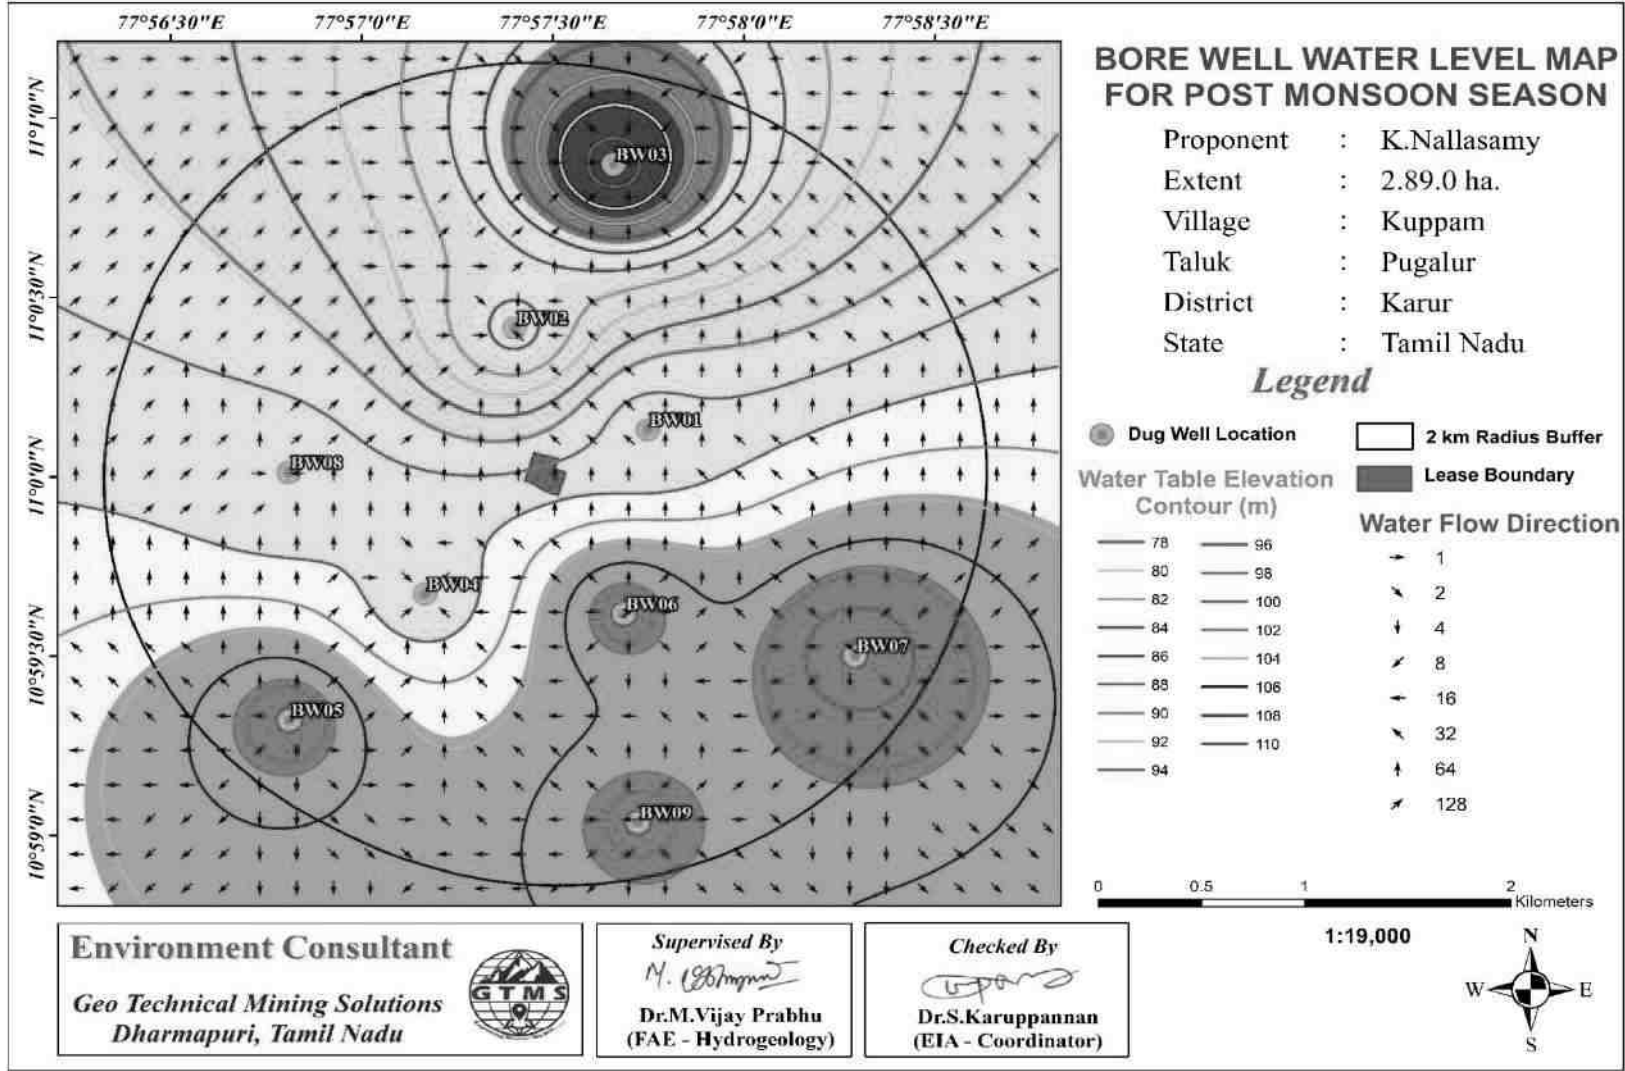 77°56'30"E 77°57'0"E 77°57'30"E 77°58'0"E 77°58'30"E
11°1'0"N
11°0'30"N
11°0'0"N
10°59'30"N
10°59'0"N
BW03
BW02
BW01
BW08
BW04
BW06
BW07
BW05
BW09
BORE WELL WATER LEVEL MAP
FOR POST MONSOON SEASON
Proponent : K.Nallasamy
Extent : 2.89.0 ha.
Village : Kuppam
Taluk : Pugalur
District : Karur
State : Tamil Nadu
Legend
Dug Well Location
2 km Radius Buffer
Lease Boundary
Water Table Elevation
Contour (m)
78
80
82
84
86
88
90
92
94
96
98
100
102
104
106
108
110
Water Flow Direction
1
2
4
8
16
32
64
128
0 0.5 1 2
Kilometers
1:19,000
N
W E
S
Environment Consultant
Geo Technical Mining Solutions
Dharmapuri, Tamil Nadu
GTMS
Supervised By
Dr.M.Vijay Prabhu
(FAE - Hydrogeology)
Checked By
Dr.S.Karuppannan
(EIA - Coordinator)